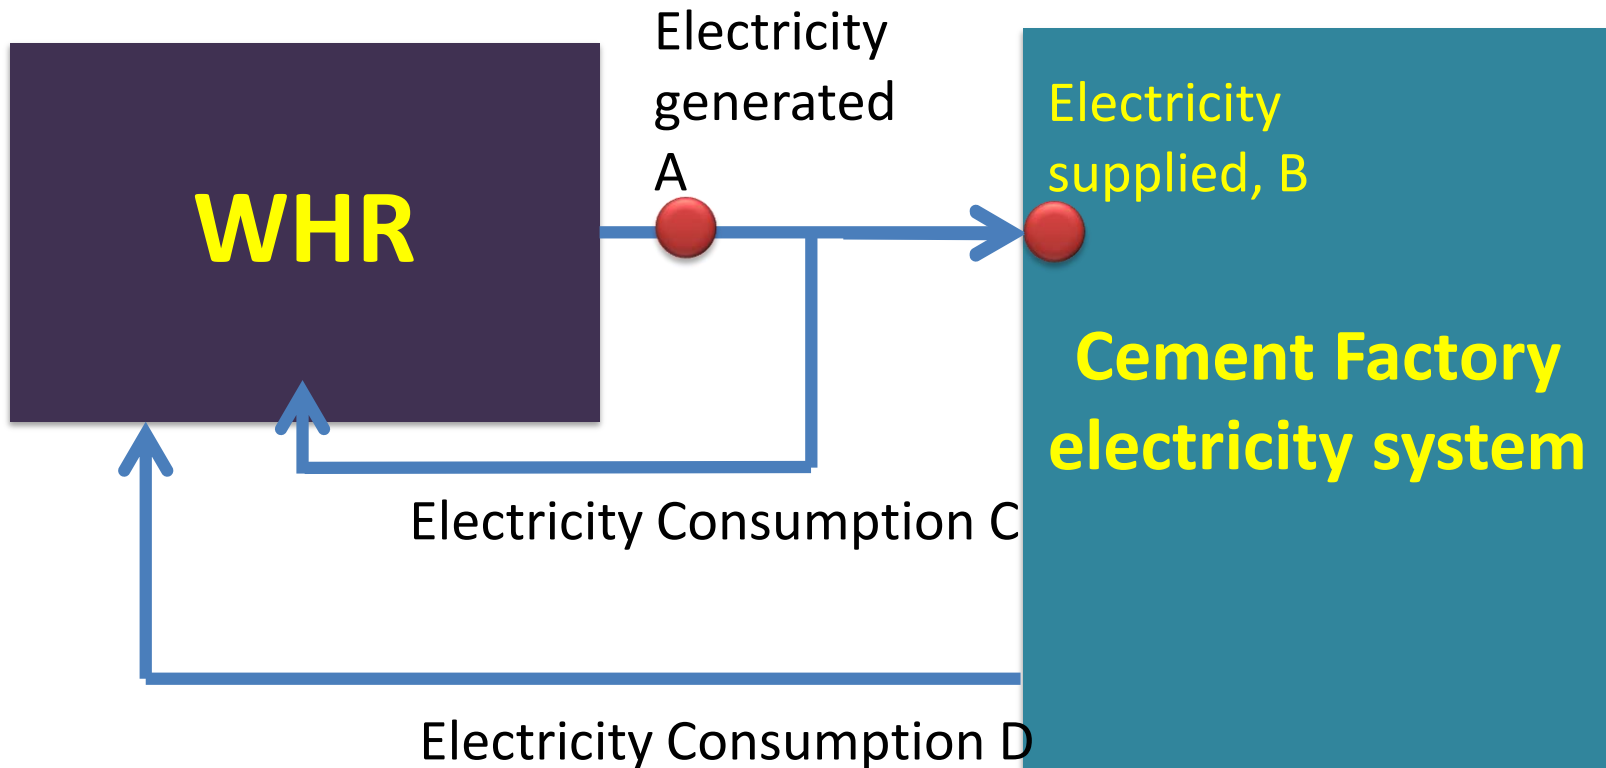 Electricity
generated
A
WHR
Electricity
supplied, B
Cement Factory
electricity system
Electricity Consumption C
Electricity Consumption D